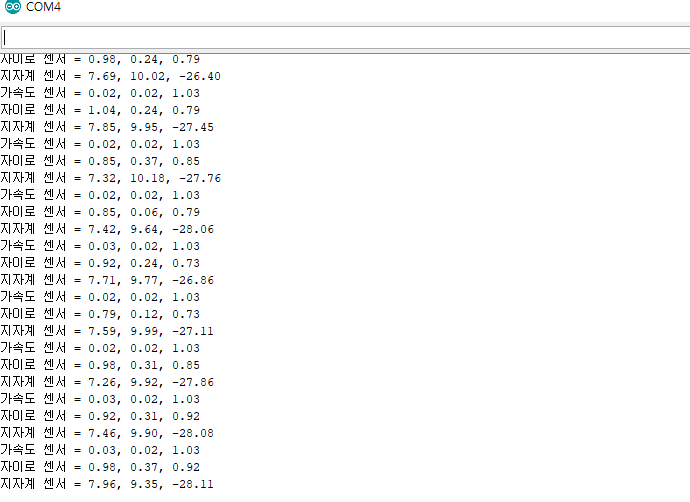 COM4
자이로 센서 = 0.98, 0.24, 0.79
지자계 센서 = 7.69, 10.02, -26.40
가속도 센서 = 0.02, 0.02, 1.03
자이로 센서 = 1.04, 0.24, 0.79
지자계 센서 = 7.85, 9.95, -27.45
가속도 센서 = 0.02, 0.02, 1.03
자이로 센서 = 0.85, 0.37, 0.85
지자계 센서 = 7.32, 10.18, -27.76
가속도 센서 = 0.02, 0.02, 1.03
자이로 센서 = 0.85, 0.06, 0.79
지자계 센서 = 7.42, 9.64, -28.06
가속도 센서 = 0.03, 0.02, 1.03
자이로 센서 = 0.92, 0.24, 0.73
지자계 센서 = 7.71, 9.77, -26.86
가속도 센서 = 0.02, 0.02, 1.03
자이로 센서 = 0.79, 0.12, 0.73
지자계 센서 = 7.59, 9.99, -27.11
가속도 센서 = 0.02, 0.02, 1.03
자이로 센서 = 0.98, 0.31, 0.85
지자계 센서 = 7.26, 9.92, -27.86
가속도 센서 = 0.03, 0.02, 1.03
자이로 센서 = 0.92, 0.31, 0.92
지자계 센서 = 7.46, 9.90, -28.08
가속도 센서 = 0.03, 0.02, 1.03
자이로 센서 = 0.98, 0.37, 0.92
지자계 센서 = 7.96, 9.35, -28.11